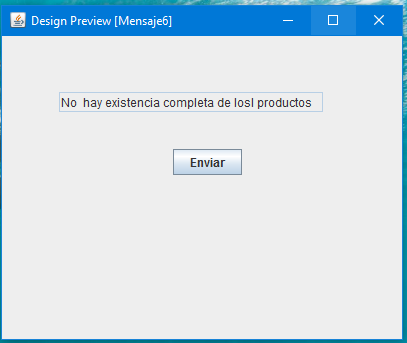 Design Preview [Mensaje6]
No  hay existencia completa de losl productos
Enviar